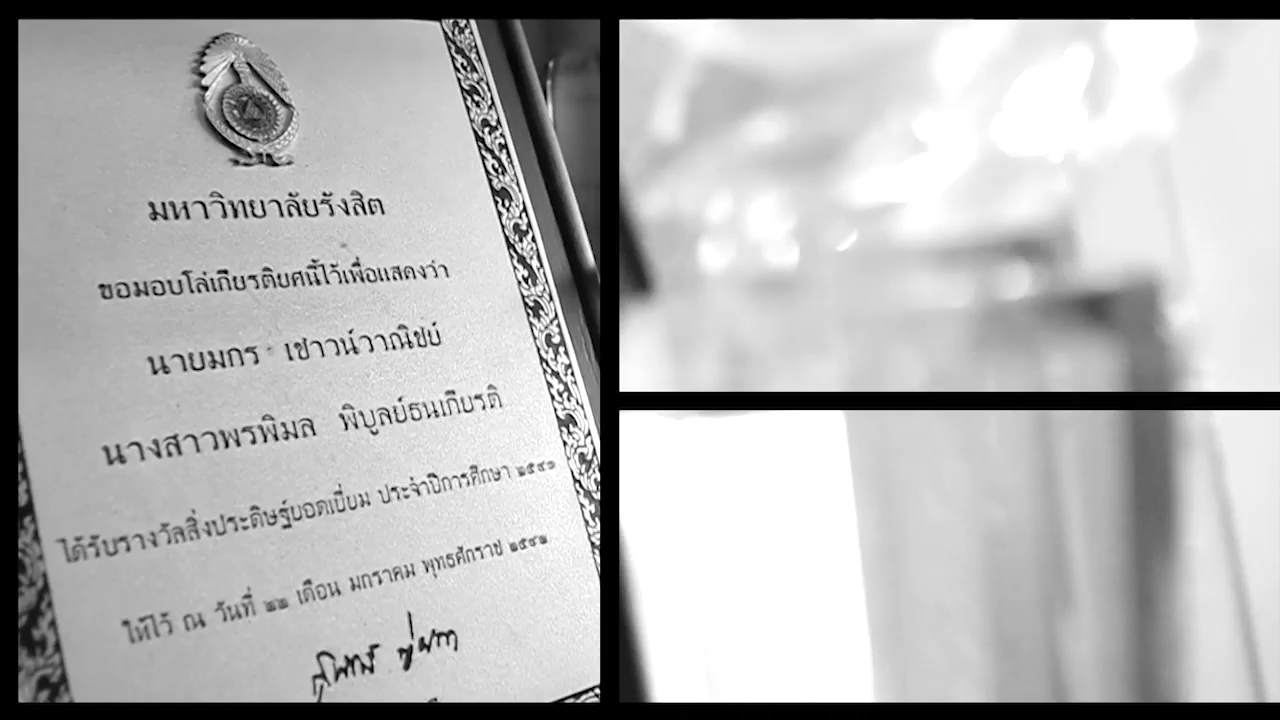 มหาวิทยาลัยรังสิต
ขอมอบโล่เกียรติยศนี้ไว้เพื่อแสดงว่า
นายมกร เชาวน์วาณิชย์
นางสาวพรพิมล พิบูลย์ธนเกียรติ
ได้รับรางวัลสิ่งประดิษฐ์ยอดเยี่ยม ประจำปีการศึกษา ๒๕๔๑
ให้ไว้ ณ วันที่ ๒๒ เดือน มกราคม พุทธศักราช ๒๕๔๒